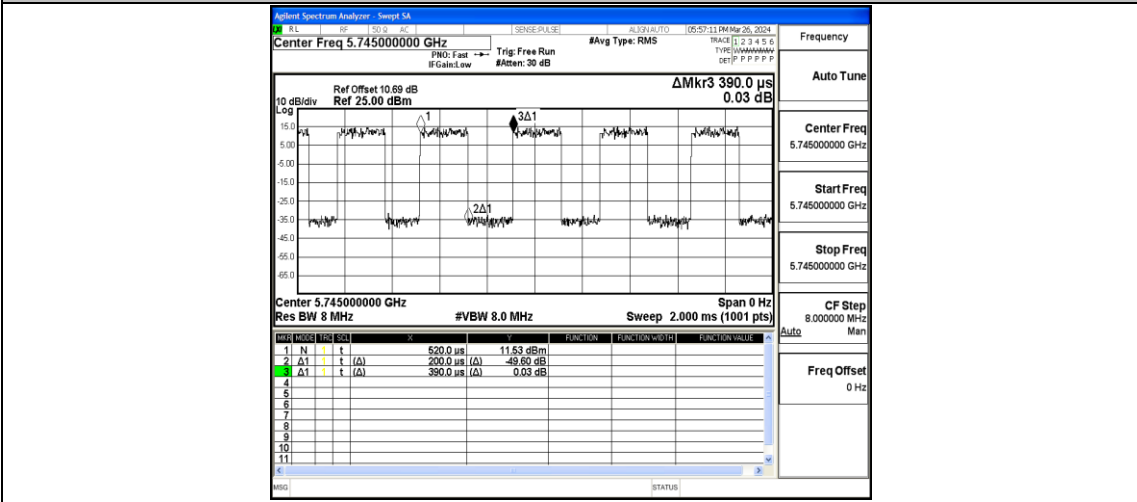 Agilent Spectrum Analyzer - Swept SA
RL RF 50 Ω AC SENSE:PULSE ALIGN AUTO 05:57:11 PM Mar 26, 2024
Center Freq 5.745000000 GHz #Avg Type: RMS TRACE 1 2 3 4 5 6
PNO: Fast Trig: Free Run TYPE WWWWWW
IFGain:Low #Atten: 30 dB DET P P P P P P
Frequency
Auto Tune
ΔMkr3 390.0 µs
0.03 dB
Ref Offset 10.69 dB
10 dB/div Ref 25.00 dBm
Log
15.0
5.00
-5.00
-15.0
-25.0
-35.0
-45.0
-55.0
-65.0
1
3Δ1
2Δ1
Center Freq
5.745000000 GHz
Start Freq
5.745000000 GHz
Stop Freq
5.745000000 GHz
Center 5.745000000 GHz Span 0 Hz
Res BW 8 MHz #VBW 8.0 MHz Sweep 2.000 ms (1001 pts)
CF Step
8.000000 MHz
Auto Man
Freq Offset
0 Hz
MKR MODE TRC SCL X Y FUNCTION FUNCTION WIDTH FUNCTION VALUE
1 N 1 t 520.0 µs 11.53 dBm
2 Δ1 1 t (Δ) 200.0 µs (Δ) -49.60 dB
3 Δ1 1 t (Δ) 390.0 µs (Δ) 0.03 dB
4
5
6
7
8
9
10
11
MSG STATUS